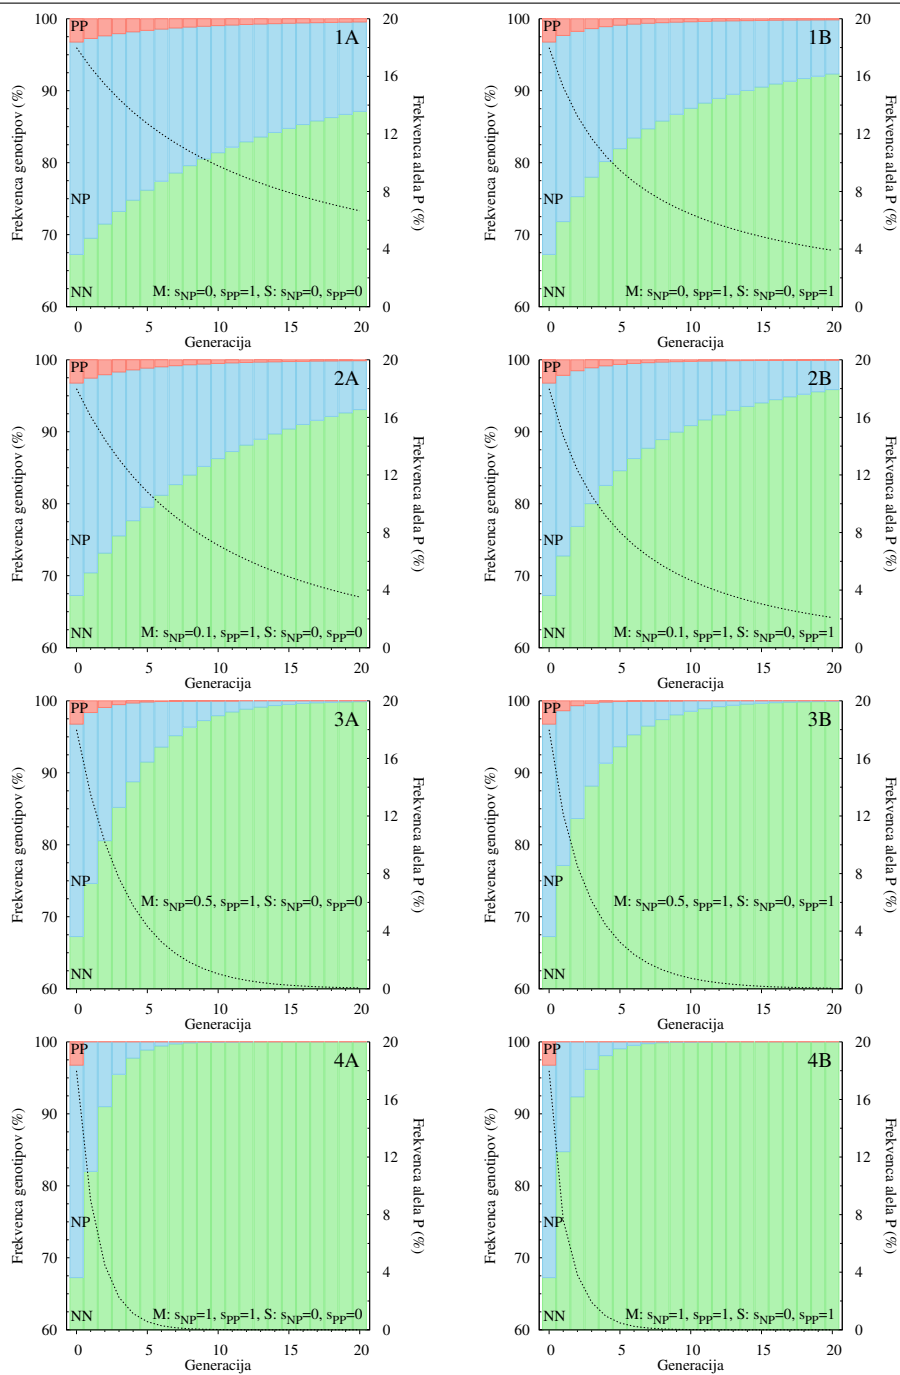 100
90
80
70
60
Frekvenca genotipov (%)
PP
NP
NN
1A
M: sNP=0, sPP=1, S: sNP=0, sPP=0
20
16
12
8
4
0
Frekvenca alela P (%)
0 5 10 15 20
Generacija
100
90
80
70
60
Frekvenca genotipov (%)
PP
NP
NN
1B
M: sNP=0, sPP=1, S: sNP=0, sPP=1
20
16
12
8
4
0
Frekvenca alela P (%)
0 5 10 15 20
Generacija
100
90
80
70
60
Frekvenca genotipov (%)
PP
NP
NN
2A
M: sNP=0.1, sPP=1, S: sNP=0, sPP=0
20
16
12
8
4
0
Frekvenca alela P (%)
0 5 10 15 20
Generacija
100
90
80
70
60
Frekvenca genotipov (%)
PP
NP
NN
2B
M: sNP=0.1, sPP=1, S: sNP=0, sPP=1
20
16
12
8
4
0
Frekvenca alela P (%)
0 5 10 15 20
Generacija
100
90
80
70
60
Frekvenca genotipov (%)
PP
NP
NN
3A
M: sNP=0.5, sPP=1, S: sNP=0, sPP=0
20
16
12
8
4
0
Frekvenca alela P (%)
0 5 10 15 20
Generacija
100
90
80
70
60
Frekvenca genotipov (%)
PP
NP
NN
3B
M: sNP=0.5, sPP=1, S: sNP=0, sPP=1
20
16
12
8
4
0
Frekvenca alela P (%)
0 5 10 15 20
Generacija
100
90
80
70
60
Frekvenca genotipov (%)
PP
NP
NN
4A
M: sNP=1, sPP=1, S: sNP=0, sPP=0
20
16
12
8
4
0
Frekvenca alela P (%)
0 5 10 15 20
Generacija
100
90
80
70
60
Frekvenca genotipov (%)
PP
NP
NN
4B
M: sNP=1, sPP=1, S: sNP=0, sPP=1
20
16
12
8
4
0
Frekvenca alela P (%)
0 5 10 15 20
Generacija